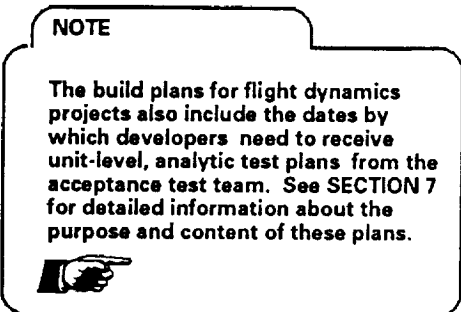 NOTE
The build plans for flight dynamics
projects also include the dates by
which developers need to receive
unit-level, analytic test plans from the
acceptance test team. See SECTION 7
for detailed information about the
purpose and content of these plans.